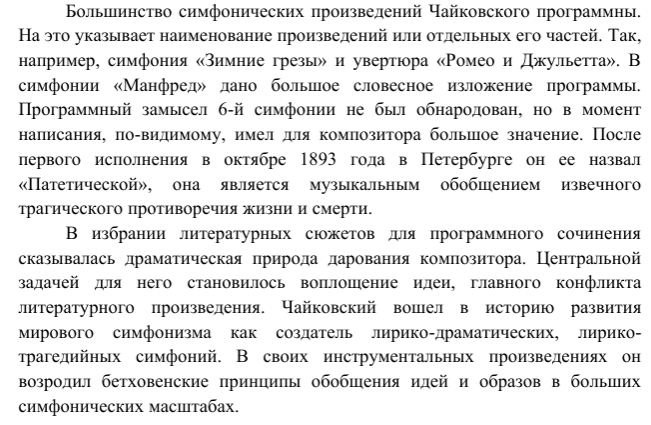 Большинство симфонических произведений Чайковского программны.
На это указывает наименование произведений или отдельных его частей. Так,
например, симфония «Зимние грезы» и увертюра «Ромео и Джульетта». В
симфонии «Манфред» дано большое словесное изложение программы.
Программный замысел 6-й симфонии не был обнародован, но в момент
написания, по-видимому, имел для композитора большое значение. После
первого исполнения в октябре 1893 года в Петербурге он ее назвал
«Патетической», она является музыкальным обобщением извечного
трагического противоречия жизни и смерти.
В избрании литературных сюжетов для программного сочинения
сказывалась драматическая природа дарования композитора. Центральной
задачей для него становилось воплощение идеи, главного конфликта
литературного произведения. Чайковский вошел в историю развития
мирового симфонизма как создатель лирико-драматических, лирико-
трагедийных симфоний. В своих инструментальных произведениях он
возродил бетховенские принципы обобщения идей и образов в больших
симфонических масштабах.